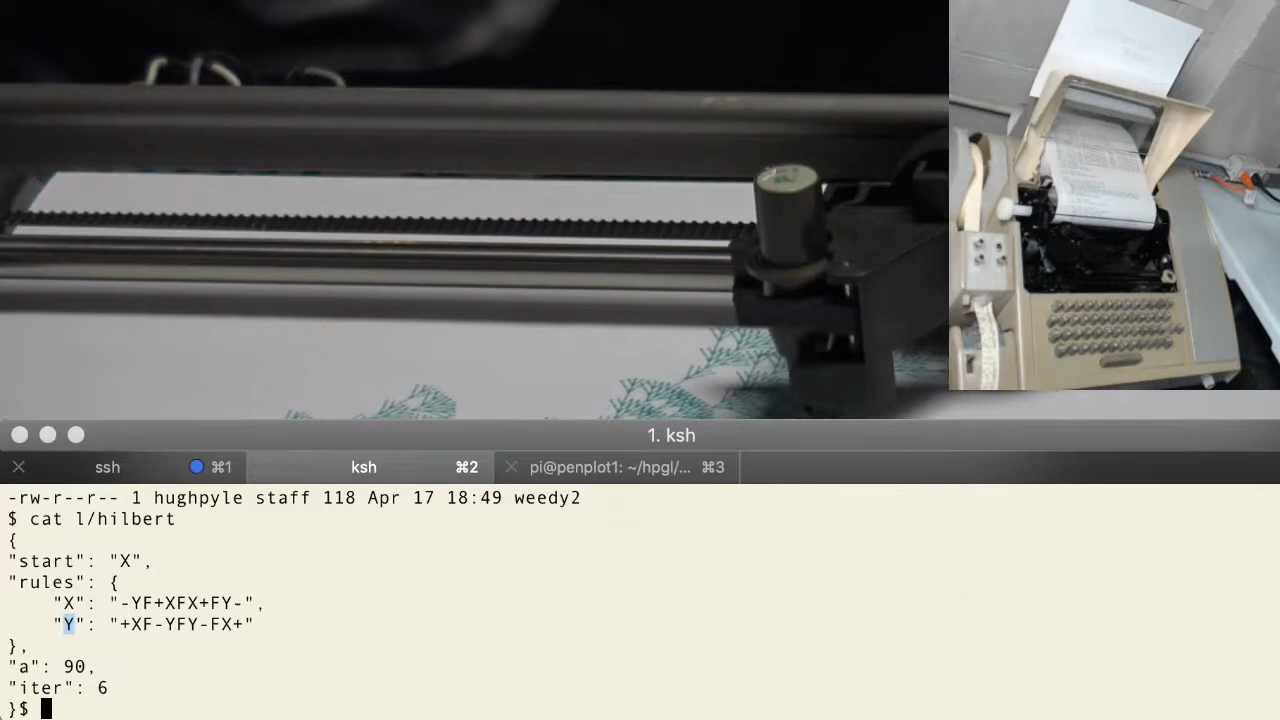 1. ksh
ssh ⌘1 ksh ⌘2 pi@penplot1: ~/hpgl/... ⌘3
-rw-r--r-- 1 hughpyle staff 118 Apr 17 18:49 weedy2
$ cat l/hilbert
{
"start": "X",
"rules": {
    "X": "-YF+XFX+FY-",
    "Y": "+XF-YFY-FX+"
},
"a": 90,
"iter": 6
}$